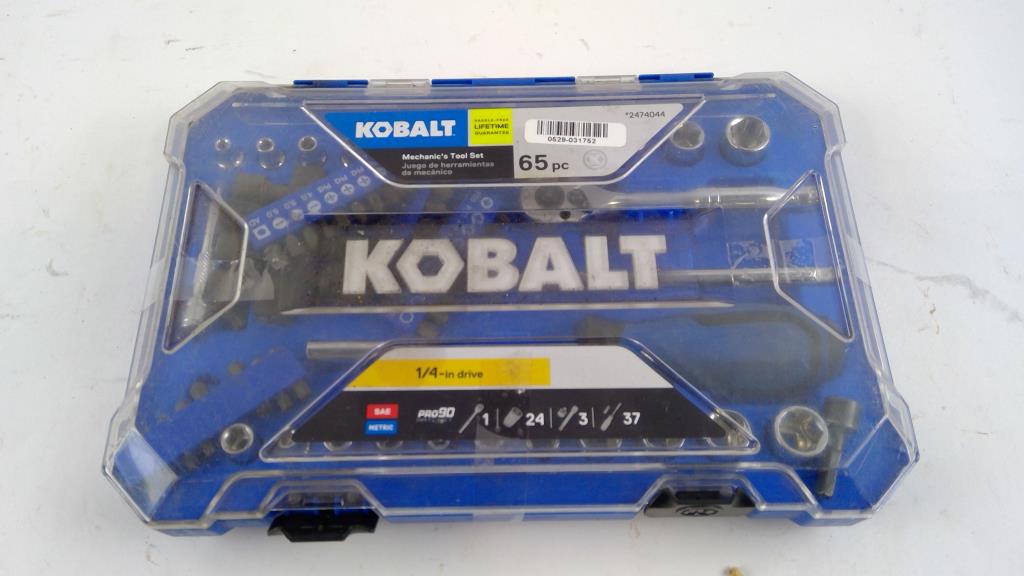 KOBALT
HASSLE-FREE
LIFETIME
GUARANTEE
*2474044
0529-031752
Mechanic's Tool Set
Juego de herramientas
de mecánico
65 pc
KOBALT
1/4-in drive
SAE
METRIC
PRO90
1 24 3 37